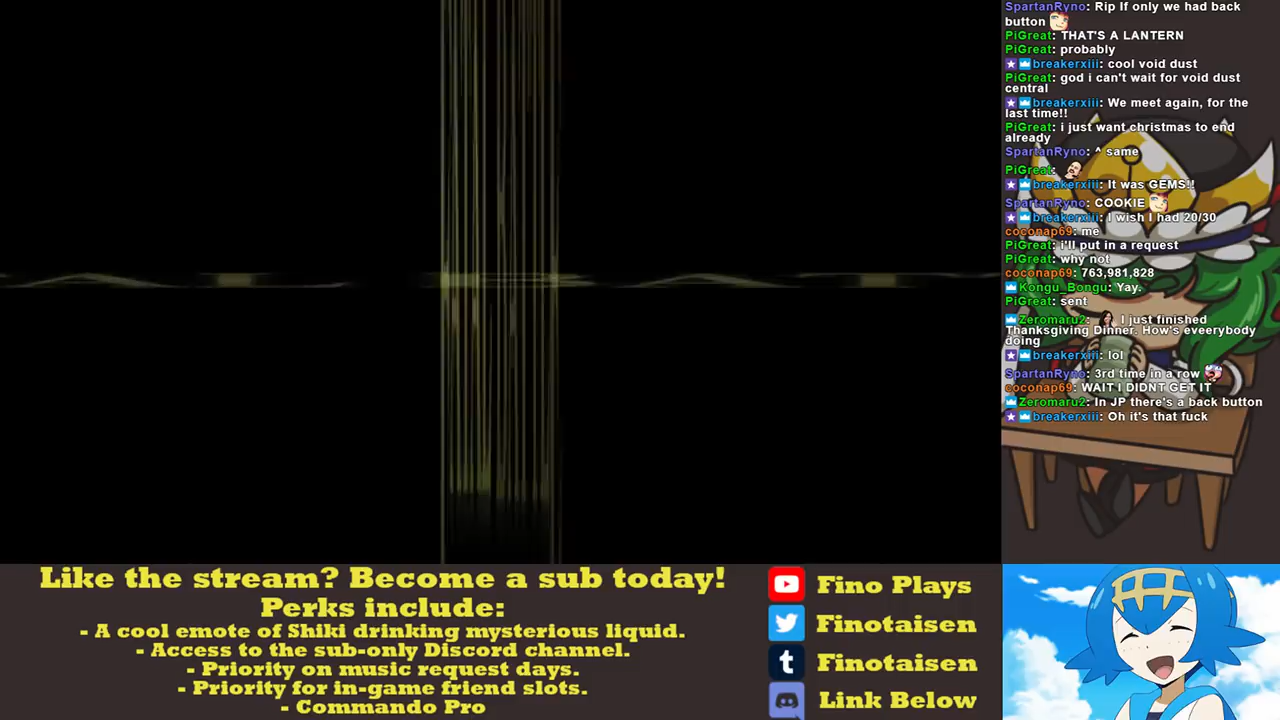 SpartanRyno: Rip If only we had back
button
PiGreat: THAT'S A LANTERN
PiGreat: probably
breakerxiii: cool void dust
PiGreat: god i can't wait for void dust
central
breakerxiii: We meet again, for the
last time!!
PiGreat: i just want christmas to end
already
SpartanRyno: ^ same
PiGreat:
breakerxiii: It was GEMS!!
SpartanRyno: COOKIE
breakerxiii: I wish I had 20/30
coconap69: me
PiGreat: i'll put in a request
PiGreat: why not
coconap69: 763,981,828
Kongu_Bongu: Yay.
PiGreat: sent
Zeromaru2: I just finished
Thanksgiving Dinner. How's eveerybody
doing
breakerxiii: lol
SpartanRyno: 3rd time in a row
coconap69: WAIT I DIDNT GET IT
Zeromaru2: In JP there's a back button
breakerxiii: Oh it's that fuck
Like the stream? Become a sub today!
Perks include:
- A cool emote of Shiki drinking mysterious liquid.
- Access to the sub-only Discord channel.
- Priority on music request days.
- Priority for in-game friend slots.
- Commando Pro
Fino Plays
Finotaisen
Finotaisen
Link Below